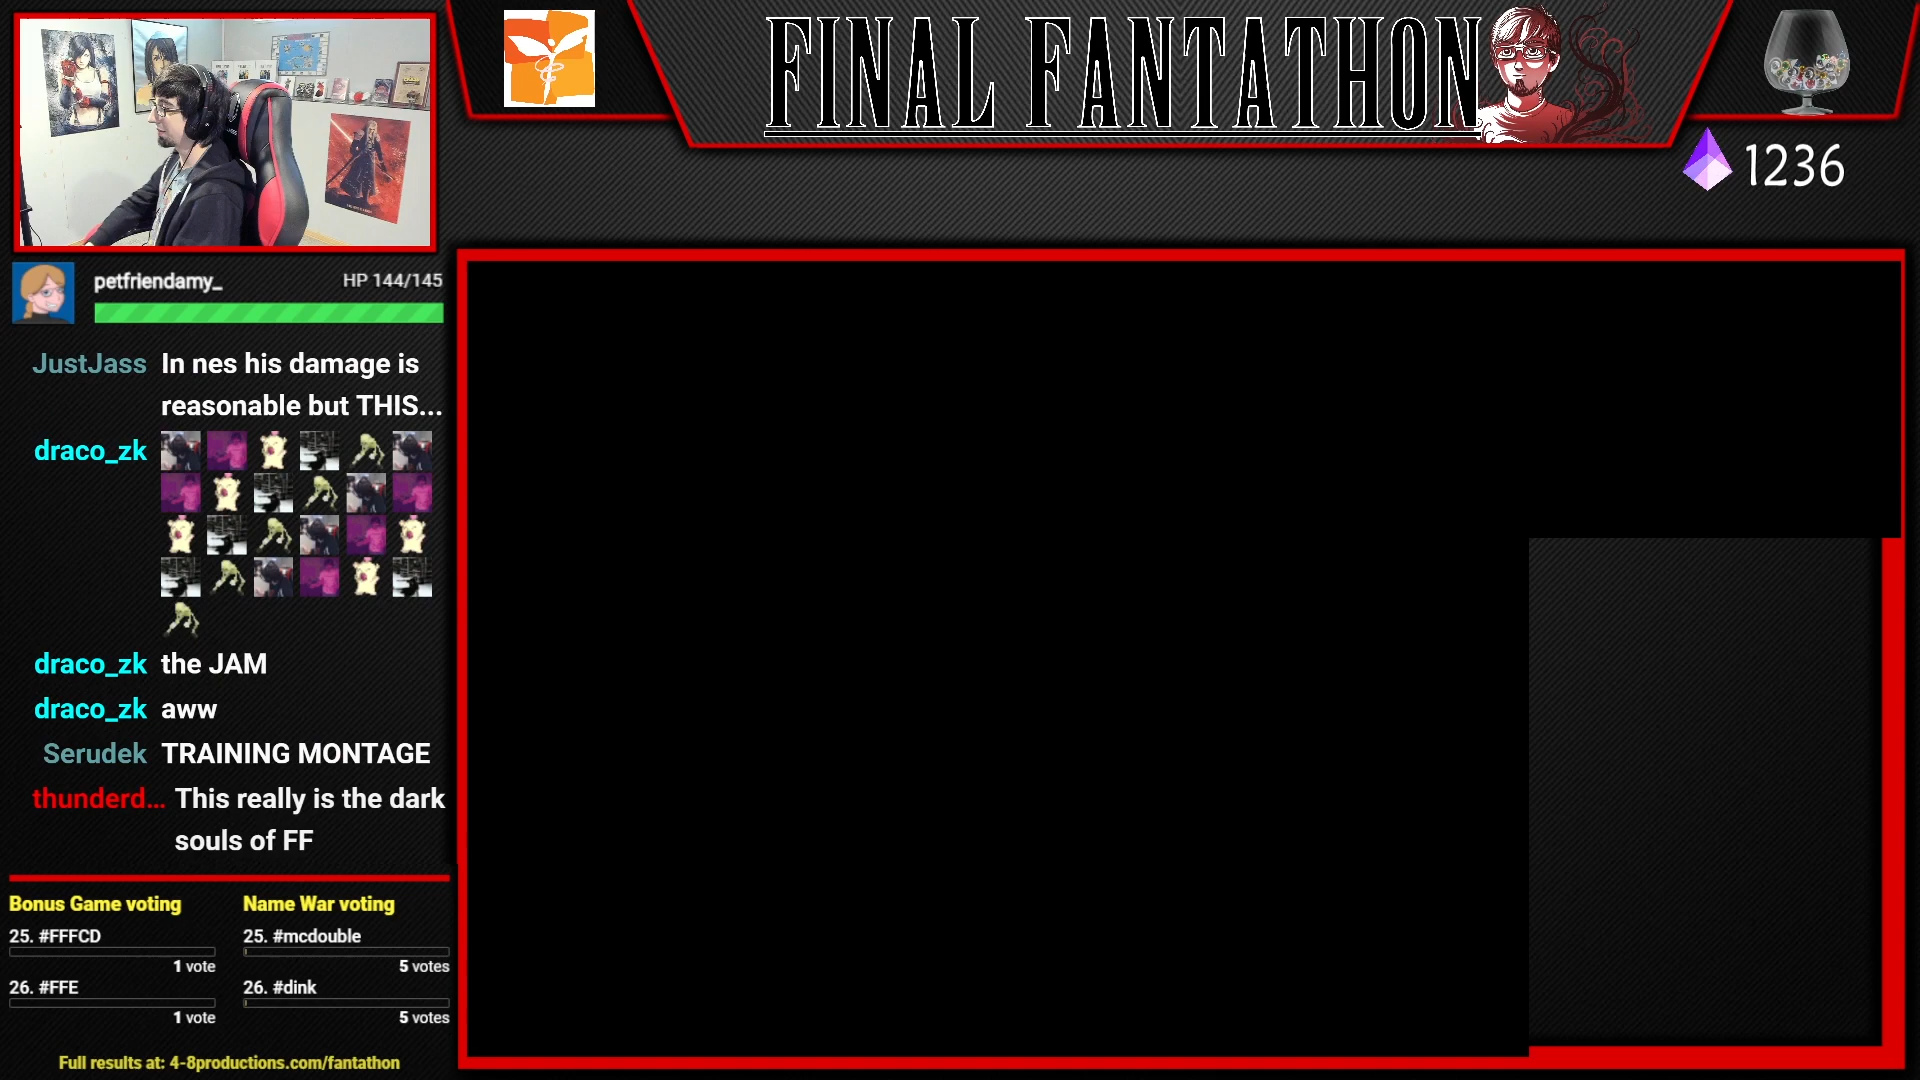 FINAL FANTATHON
1236
petfriendamy_ HP 144/145
JustJass In nes his damage is
reasonable but THIS...
draco_zk
draco_zk the JAM
draco_zk aww
Serudek TRAINING MONTAGE
thunderd... This really is the dark
souls of FF
Bonus Game voting
25. #FFFCD
1 vote
26. #FFE
1 vote
Name War voting
25. #mcdouble
5 votes
26. #dink
5 votes
Full results at: 4-8productions.com/fantathon